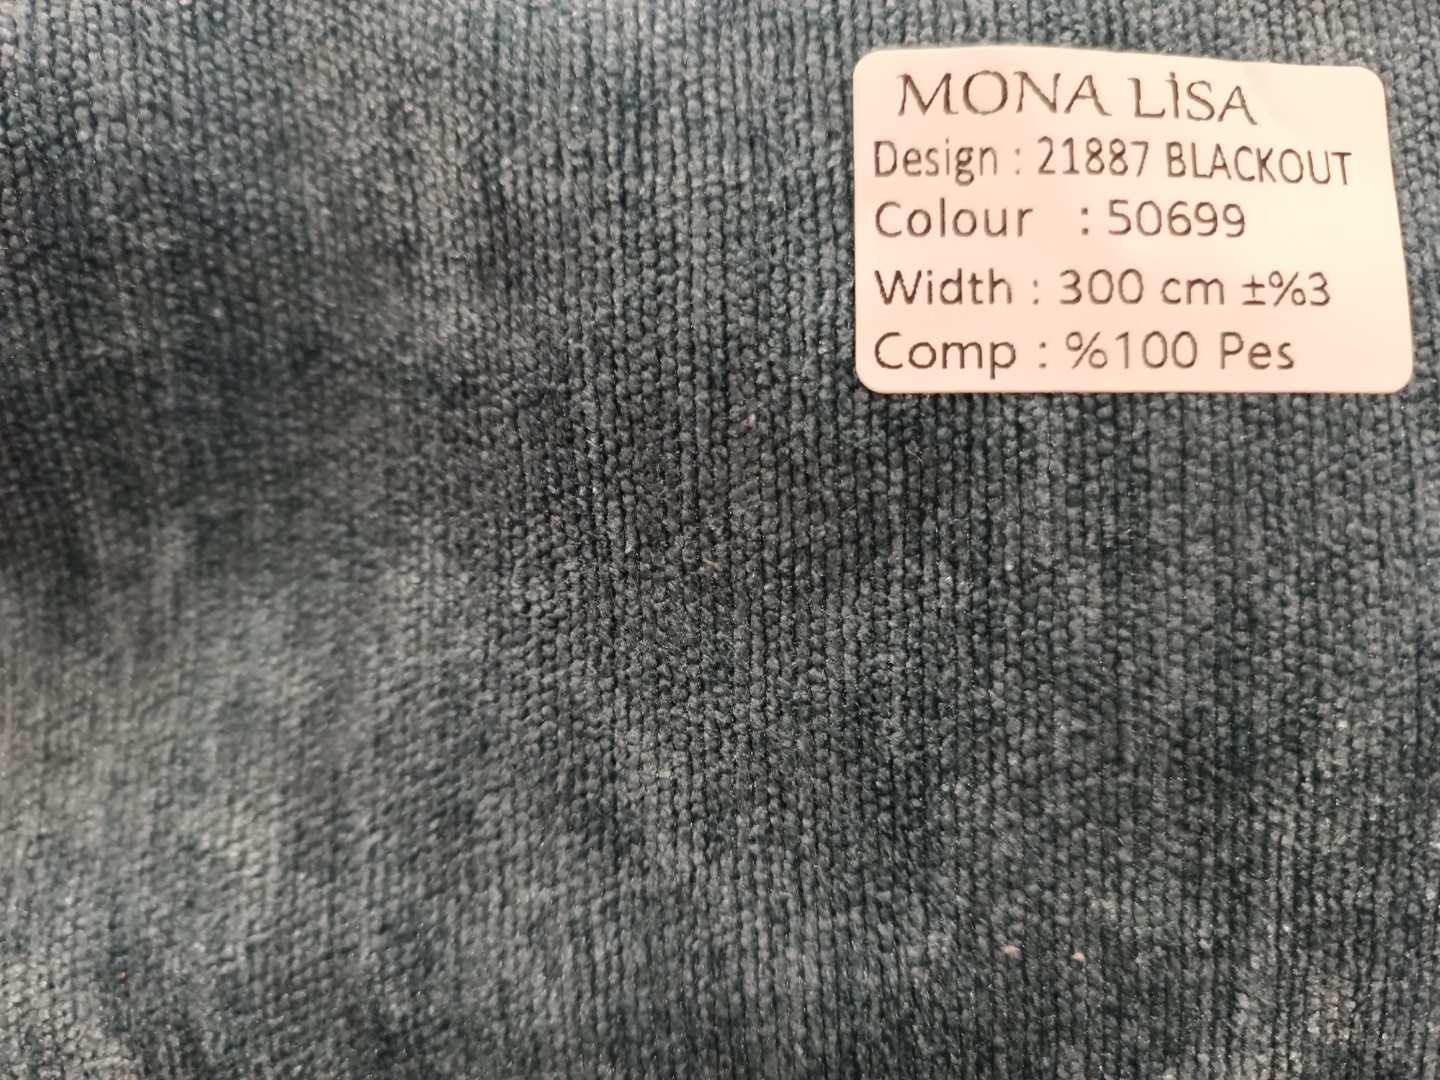 MONA LİSA
Design : 21887 BLACKOUT
Colour : 50699
Width : 300 cm ±%3
Comp : %100 Pes